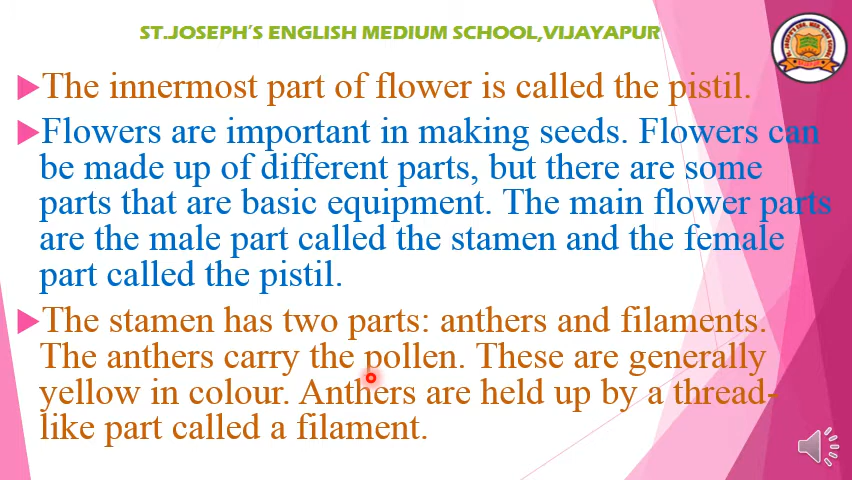 ST.JOSEPH'S ENGLISH MEDIUM SCHOOL,VIJAYAPUR
The innermost part of flower is called the pistil.
Flowers are important in making seeds. Flowers can
be made up of different parts, but there are some
parts that are basic equipment. The main flower parts
are the male part called the stamen and the female
part called the pistil.
The stamen has two parts: anthers and filaments.
The anthers carry the pollen. These are generally
yellow in colour. Anthers are held up by a thread-
like part called a filament.